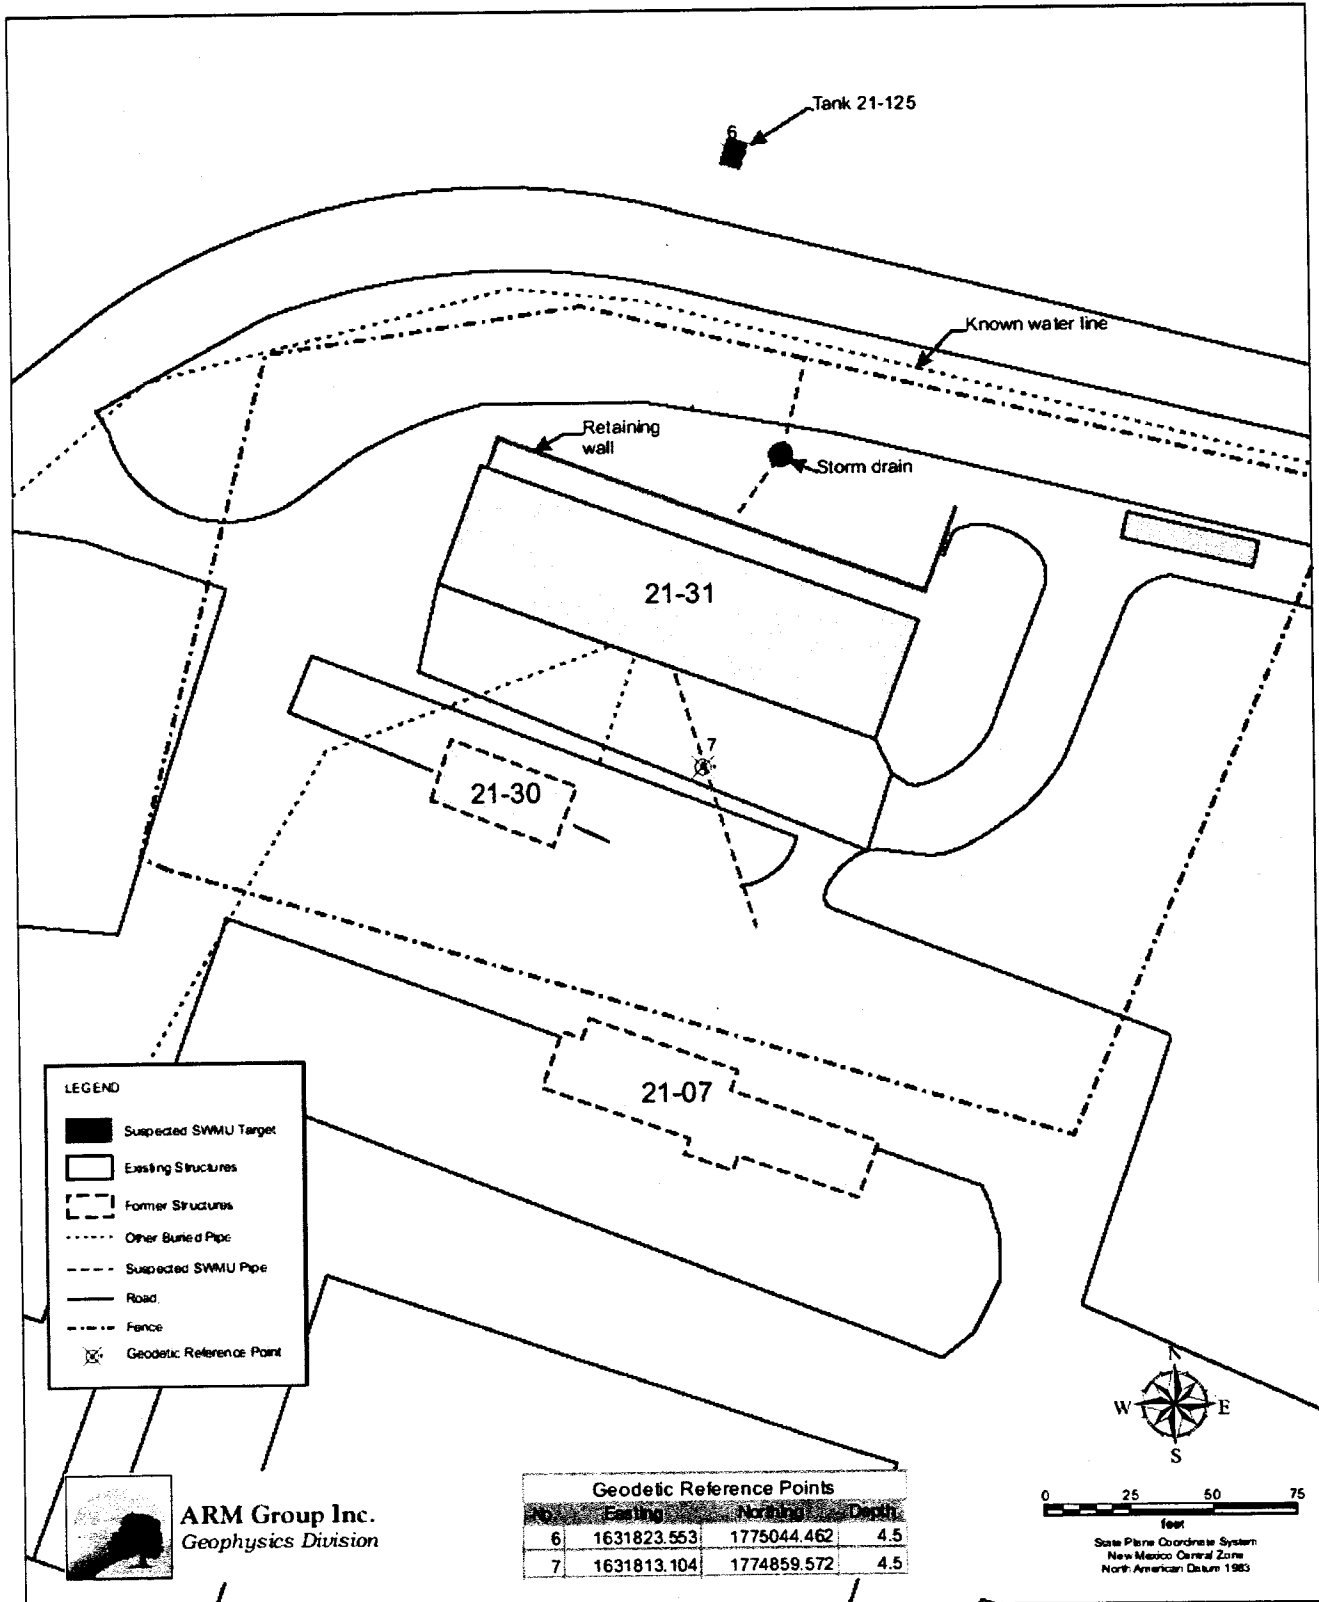 Tank 21-125
6
Known water line
Retaining
wall
Storm drain
21-31
7
21-30
21-07
LEGEND
Suspected SWMU Target
Existing Structures
Former Structures
Other Buried Pipe
Suspected SWMU Pipe
Road
Fence
Geodetic Reference Point
N
W E
S
ARM Group Inc.
Geophysics Division
Geodetic Reference Points
No. Easting Northing Depth
6 1631823.553 1775044.462 4.5
7 1631813.104 1774859.572 4.5
0 25 50 75
feet
State Plane Coordinate System
New Mexico Central Zone
North American Datum 1983